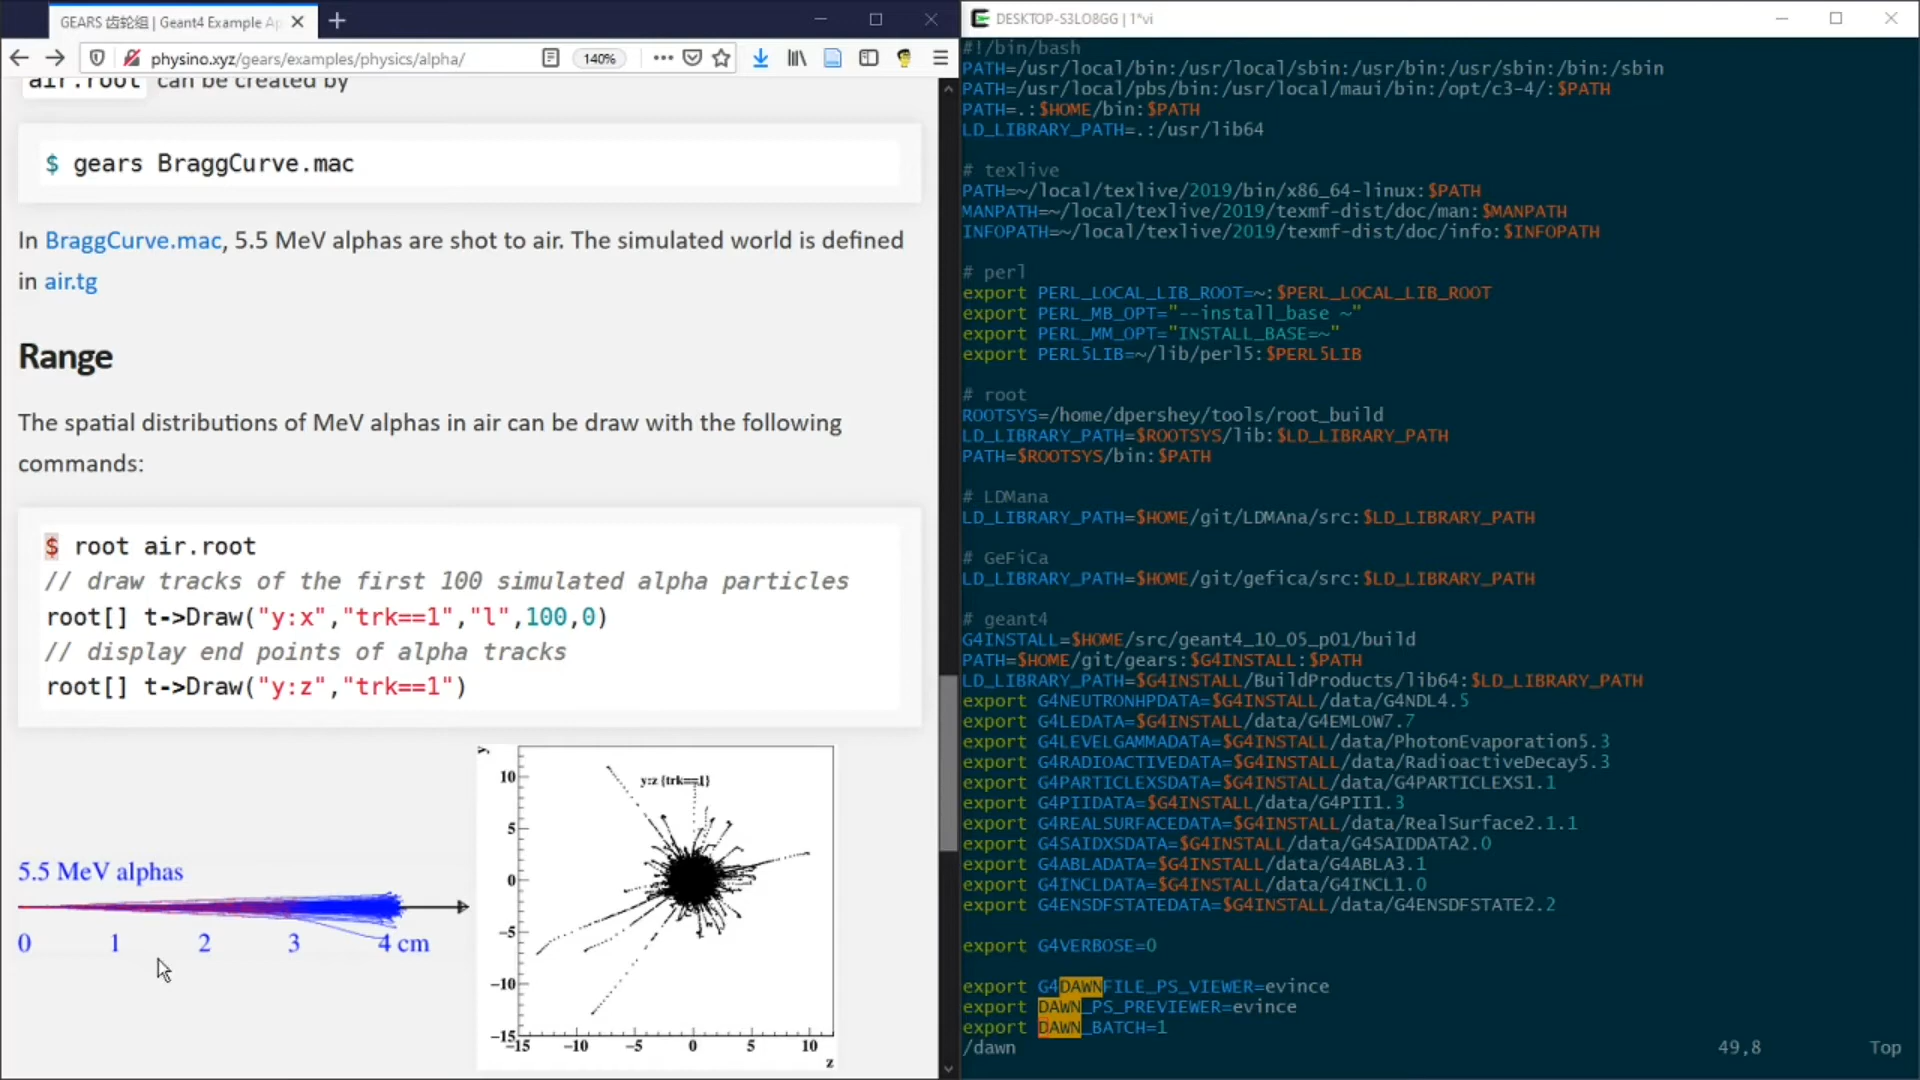 GEARS 齿轮组 | Geant4 Example Ap
physino.xyz/gears/examples/physics/alpha/
140%
air.root can be created by
$ gears BraggCurve.mac
In BraggCurve.mac, 5.5 MeV alphas are shot to air. The simulated world is defined
in air.tg
Range
The spatial distributions of MeV alphas in air can be draw with the following
commands:
$ root air.root
// draw tracks of the first 100 simulated alpha particles
root[] t->Draw("y:x","trk==1","l",100,0)
// display end points of alpha tracks
root[] t->Draw("y:z","trk==1")
5.5 MeV alphas
0 1 2 3 4 cm
y
y:z {trk==1}
10
5
0
−5
−10
−15
−15 −10 −5 0 5 10
z
DESKTOP-S3LO8GG | 1*vi
#!/bin/bash
PATH=/usr/local/bin:/usr/local/sbin:/usr/bin:/usr/sbin:/bin:/sbin
PATH=/usr/local/pbs/bin:/usr/local/maui/bin:/opt/c3-4/:$PATH
PATH=.:$HOME/bin:$PATH
LD_LIBRARY_PATH=.:/usr/lib64
# texlive
PATH=~/local/texlive/2019/bin/x86_64-linux:$PATH
MANPATH=~/local/texlive/2019/texmf-dist/doc/man:$MANPATH
INFOPATH=~/local/texlive/2019/texmf-dist/doc/info:$INFOPATH
# perl
export PERL_LOCAL_LIB_ROOT=~:$PERL_LOCAL_LIB_ROOT
export PERL_MB_OPT="--install_base ~"
export PERL_MM_OPT="INSTALL_BASE=~"
export PERL5LIB=~/lib/perl5:$PERL5LIB
# root
ROOTSYS=/home/dpershey/tools/root_build
LD_LIBRARY_PATH=$ROOTSYS/lib:$LD_LIBRARY_PATH
PATH=$ROOTSYS/bin:$PATH
# LDMana
LD_LIBRARY_PATH=$HOME/git/LDMAna/src:$LD_LIBRARY_PATH
# GeFiCa
LD_LIBRARY_PATH=$HOME/git/gefica/src:$LD_LIBRARY_PATH
# geant4
G4INSTALL=$HOME/src/geant4_10_05_p01/build
PATH=$HOME/git/gears:$G4INSTALL:$PATH
LD_LIBRARY_PATH=$G4INSTALL/BuildProducts/lib64:$LD_LIBRARY_PATH
export G4NEUTRONHPDATA=$G4INSTALL/data/G4NDL4.5
export G4LEDATA=$G4INSTALL/data/G4EMLOW7.7
export G4LEVELGAMMADATA=$G4INSTALL/data/PhotonEvaporation5.3
export G4RADIOACTIVEDATA=$G4INSTALL/data/RadioactiveDecay5.3
export G4PARTICLEXSDATA=$G4INSTALL/data/G4PARTICLEXS1.1
export G4PIIDATA=$G4INSTALL/data/G4PII1.3
export G4REALSURFACEDATA=$G4INSTALL/data/RealSurface2.1.1
export G4SAIDXSDATA=$G4INSTALL/data/G4SAIDDATA2.0
export G4ABLADATA=$G4INSTALL/data/G4ABLA3.1
export G4INCLDATA=$G4INSTALL/data/G4INCL1.0
export G4ENSDFSTATEDATA=$G4INSTALL/data/G4ENSDFSTATE2.2
export G4VERBOSE=0
export G4DAWNFILE_PS_VIEWER=evince
export DAWN_PS_PREVIEWER=evince
export DAWN_BATCH=1
/dawn 49,8 Top